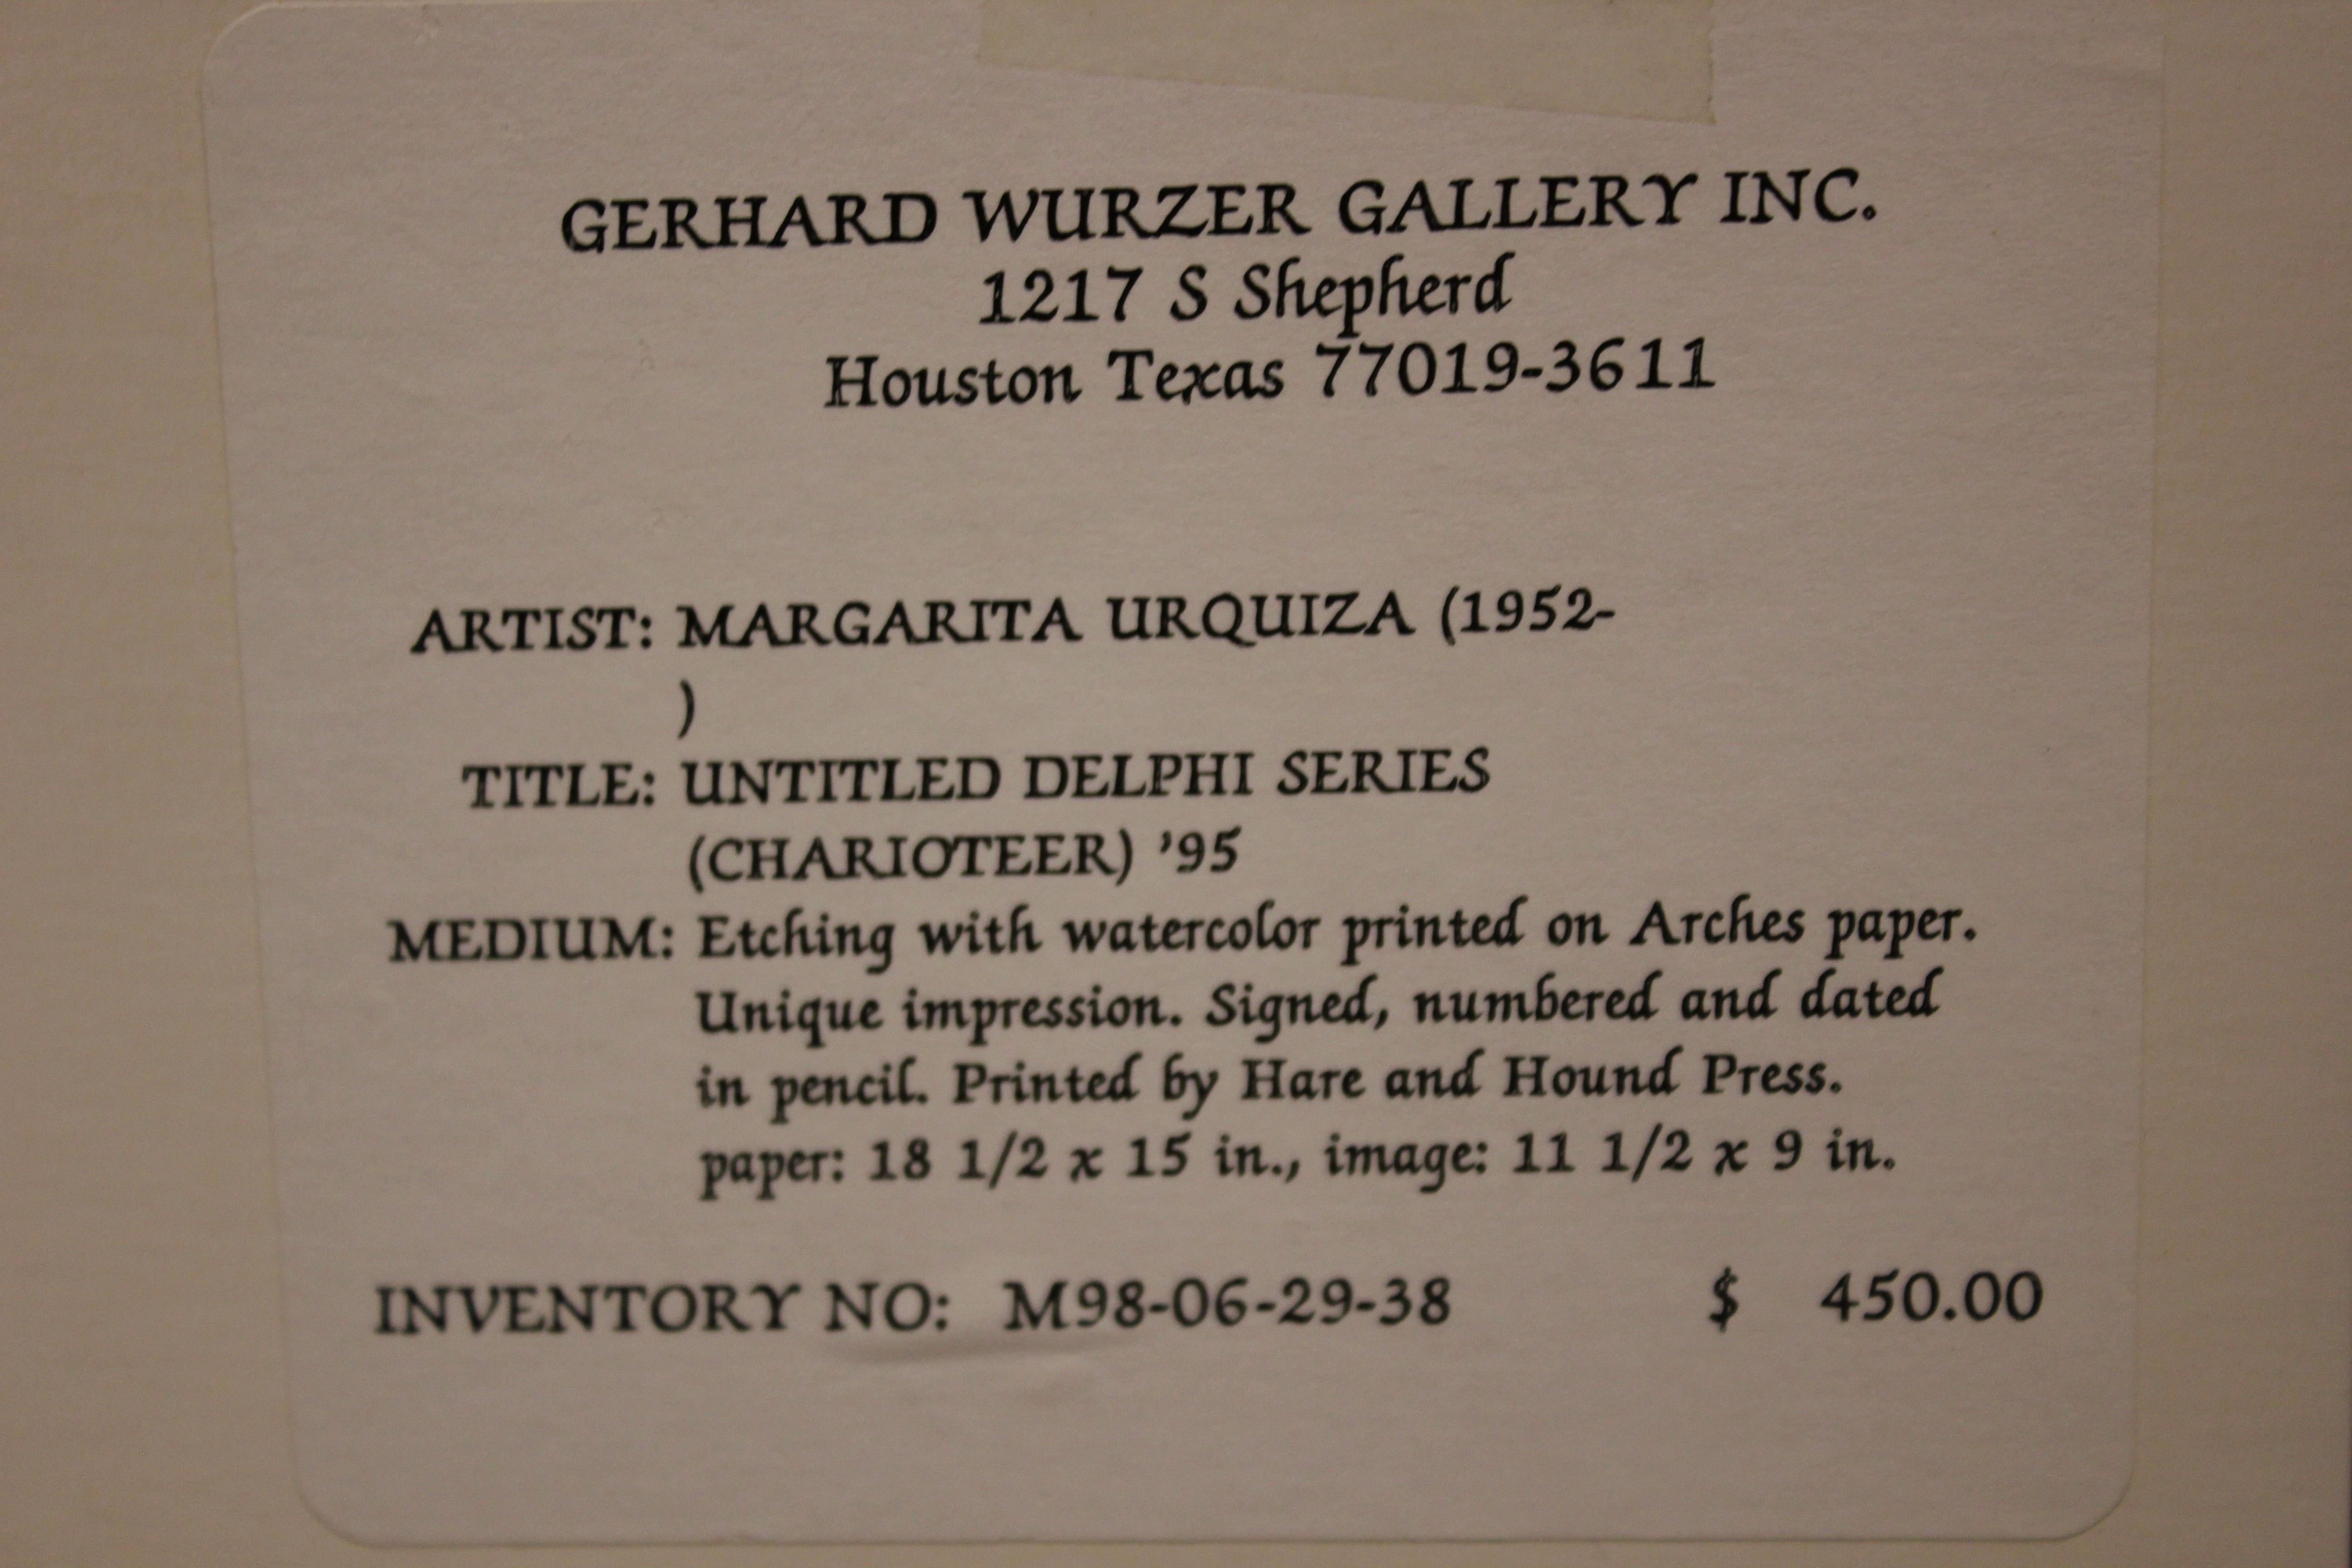 GERHARD WURZER GALLERY INC.
1217 S Shepherd
Houston Texas 77019-3611
ARTIST: MARGARITA URQUIZA (1952-
)
TITLE: UNTITLED DELPHI SERIES
(CHARIOTEER) '95
MEDIUM: Etching with watercolor printed on Arches paper.
Unique impression. Signed, numbered and dated
in pencil. Printed by Hare and Hound Press.
paper: 18 1/2 x 15 in., image: 11 1/2 x 9 in.
INVENTORY NO: M98-06-29-38 $ 450.00